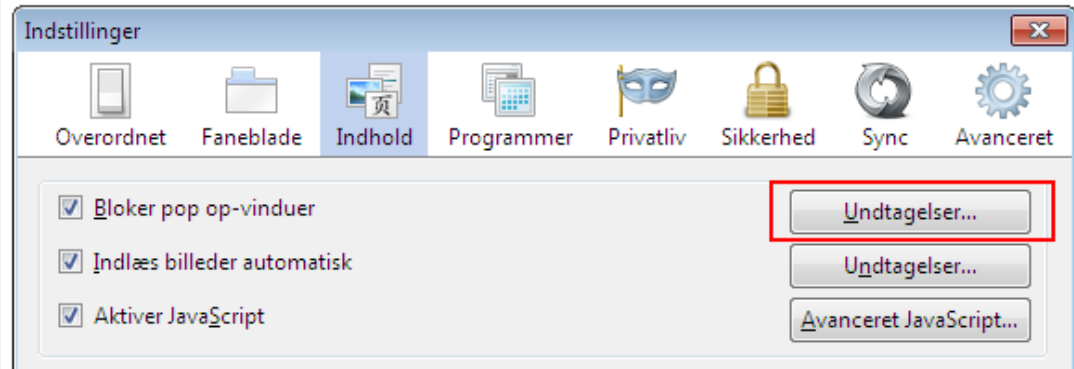 Indstillinger
页
Overordnet Faneblade Indhold Programmer Privatliv Sikkerhed Sync Avanceret
Bloker pop op-vinduer Undtagelser...
Indlæs billeder automatisk Undtagelser...
Aktiver JavaScript Avanceret JavaScript...